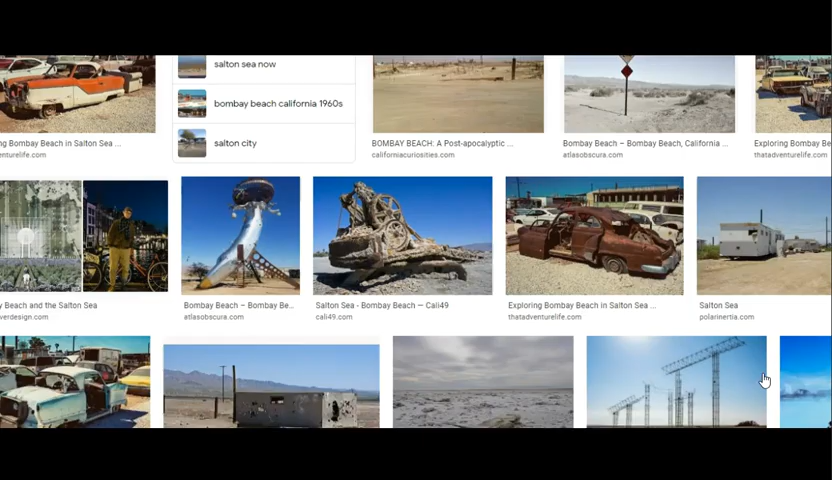 salton sea now
bombay beach california 1960s
salton city
ng Bombay Beach in Salton Sea ...
enturelife.com
BOMBAY BEACH: A Post-apocalyptic ...
californiacuriosities.com
Bombay Beach – Bombay Beach, California ...
atlasobscura.com
Exploring Bombay Be
thatadventurelife.com
y Beach and the Salton Sea
verdesign.com
Bombay Beach – Bombay Be...
atlasobscura.com
Salton Sea - Bombay Beach — Cali49
cali49.com
Exploring Bombay Beach in Salton Sea ...
thatadventurelife.com
Salton Sea
polarinertia.com